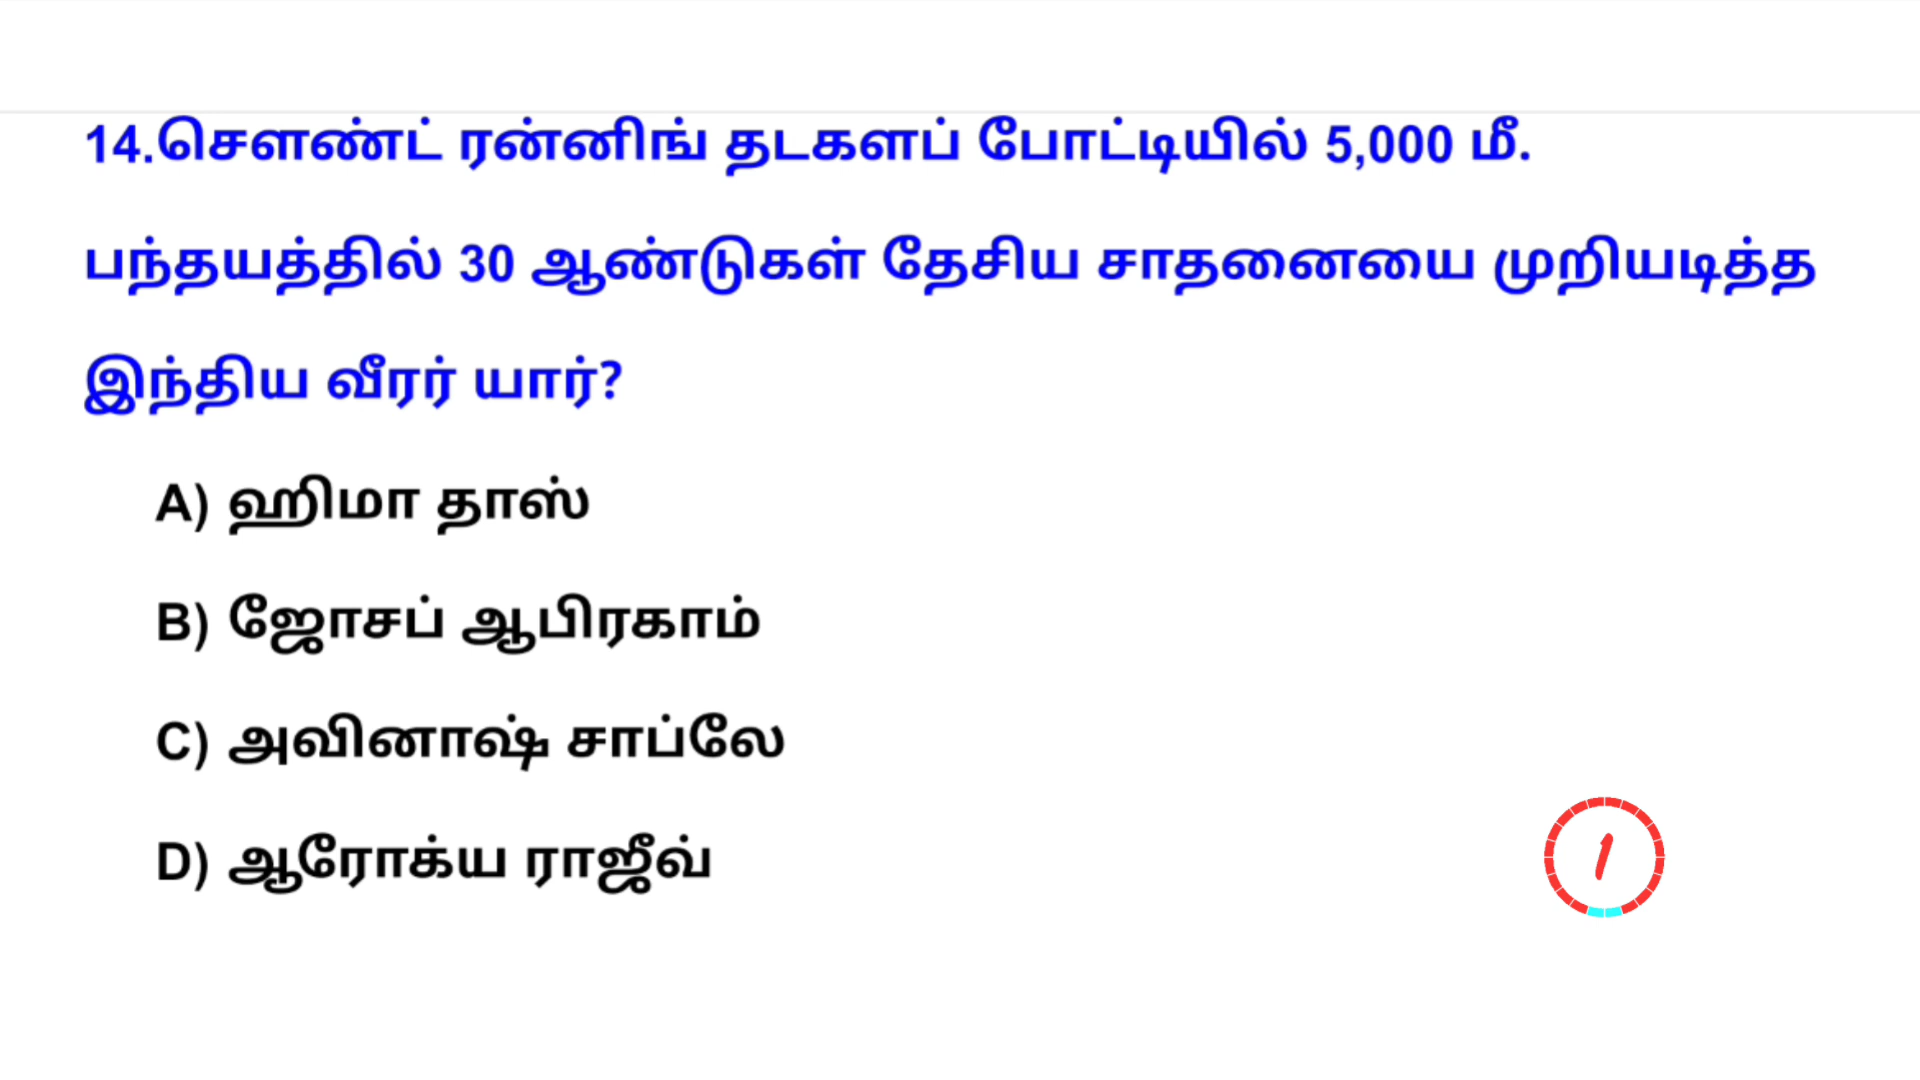 14.சௌண்ட் ரன்னிங் தடகளப் போட்டியில் 5,000 மீ.
பந்தயத்தில் 30 ஆண்டுகள் தேசிய சாதனையை முறியடித்த
இந்திய வீரர் யார்?
A) ஹிமா தாஸ்
B) ஜோசப் ஆபிரகாம்
C) அவினாஷ் சாப்லே
D) ஆரோக்ய ராஜீவ்
1